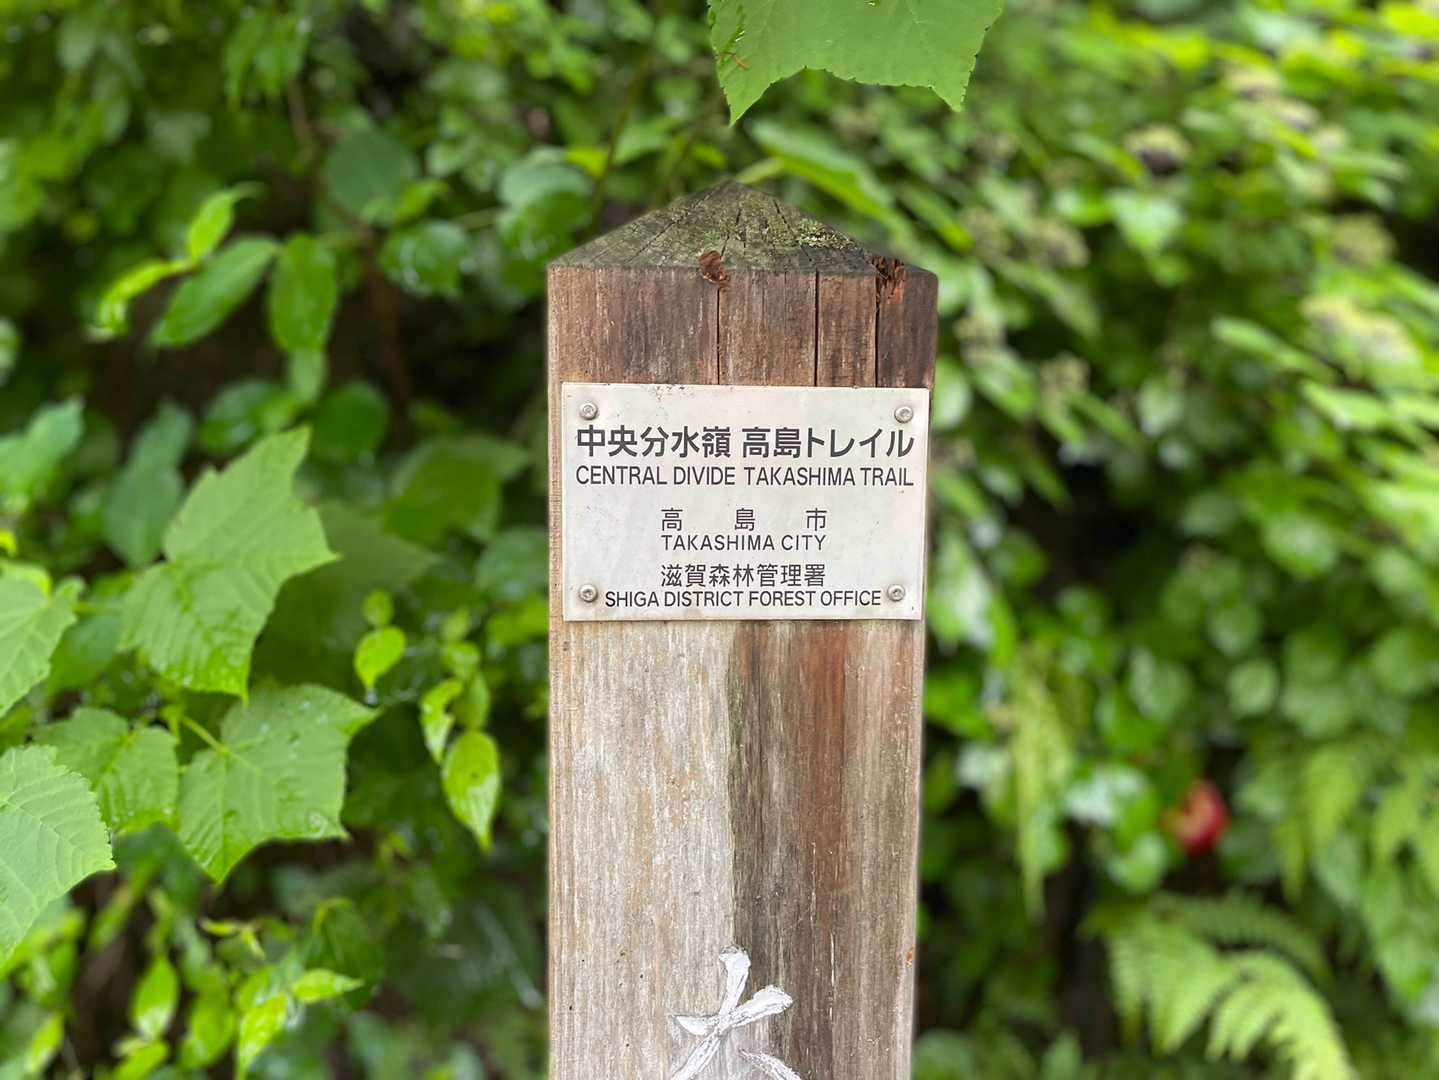 中央分水嶺 高島トレイル
CENTRAL DIVIDE TAKASHIMA TRAIL
高島市
TAKASHIMA CITY
滋賀森林管理署
SHIGA DISTRICT FOREST OFFICE